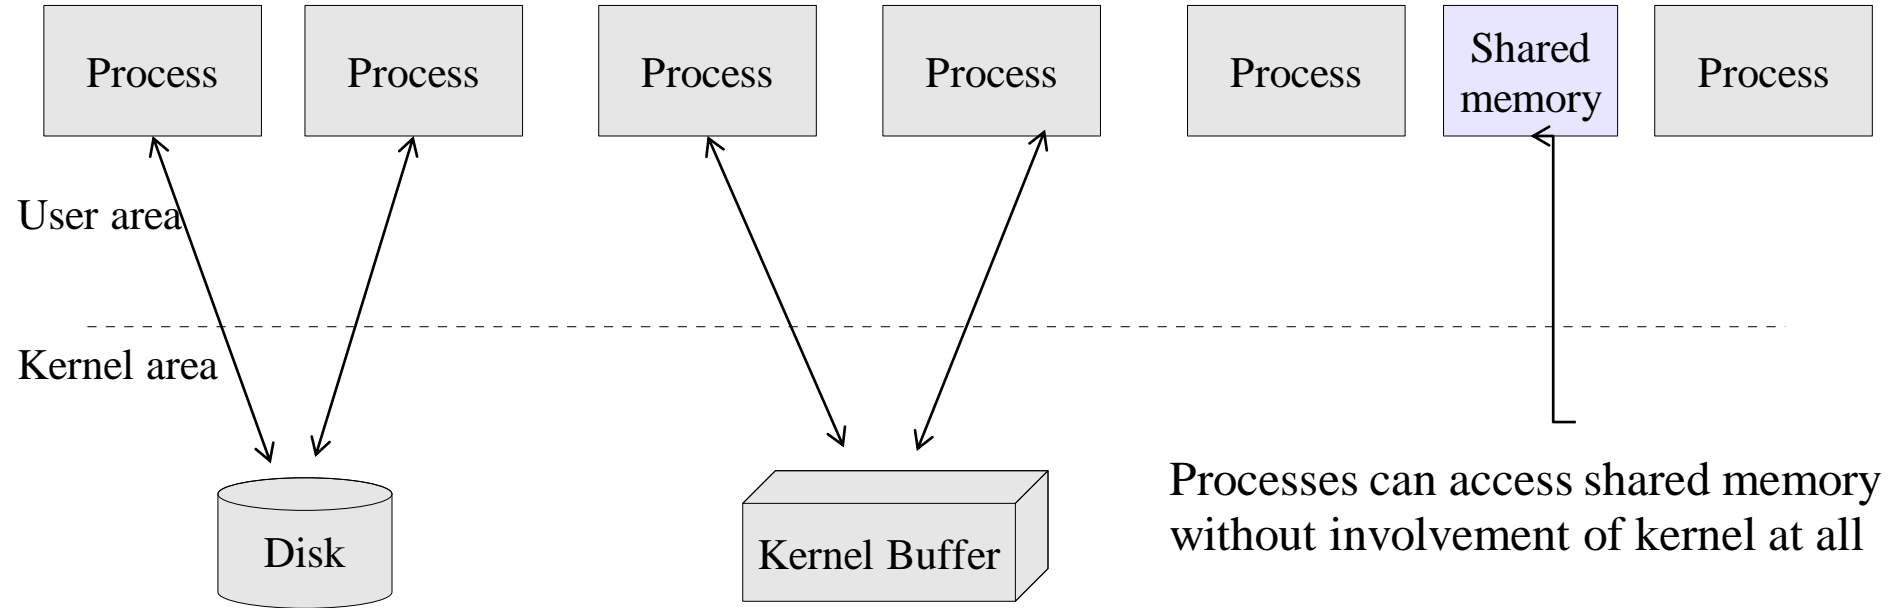 Process
Process
Process
Process
Process
Shared
memory
Process
User area
Kernel area
Disk
Kernel Buffer
Processes can access shared memory
without involvement of kernel at all